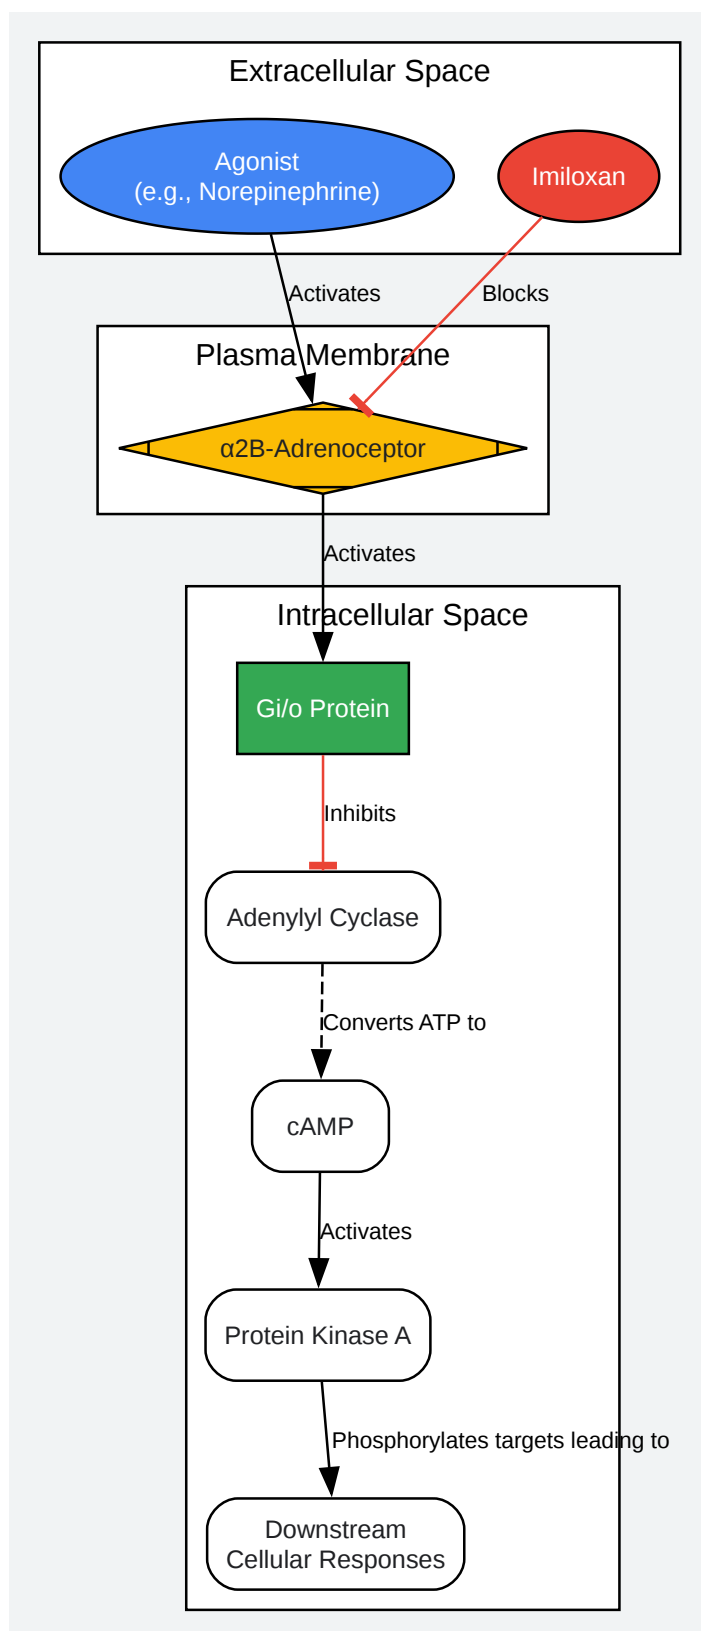 Extracellular Space
Agonist
(e.g., Norepinephrine)
Imiloxan
Activates
Blocks
Plasma Membrane
α2B-Adrenoceptor
Activates
Intracellular Space
Gi/o Protein
Inhibits
Adenylyl Cyclase
Converts ATP to
cAMP
Activates
Protein Kinase A
Phosphorylates targets leading to
Downstream
Cellular Responses